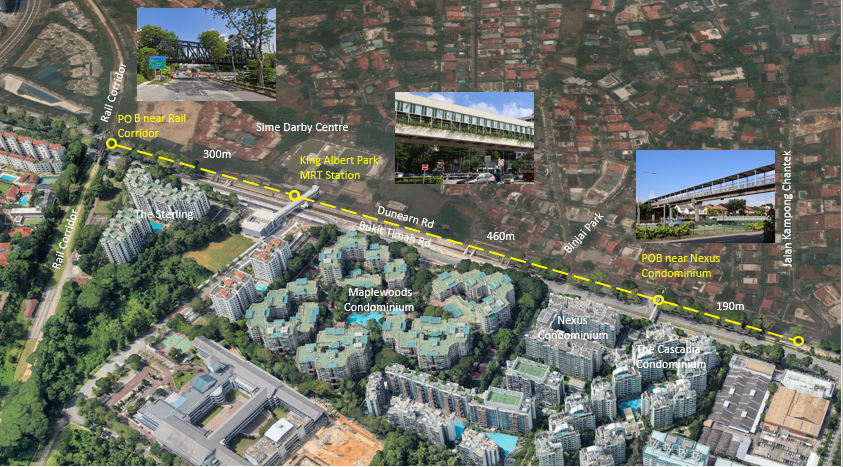 Rail Corridor
POB near Rail
Corridor
Sime Darby Centre
300m
King Albert Park
MRT Station
The Sterling
Rail Corridor
Dunearn Rd
Bukit Timah Rd
460m
Binjai Park
Jalan Kampong Chantek
POB near Nexus
Condominium
190m
Maplewoods
Condominium
Nexus
Condominium
The Cascadia
Condominium